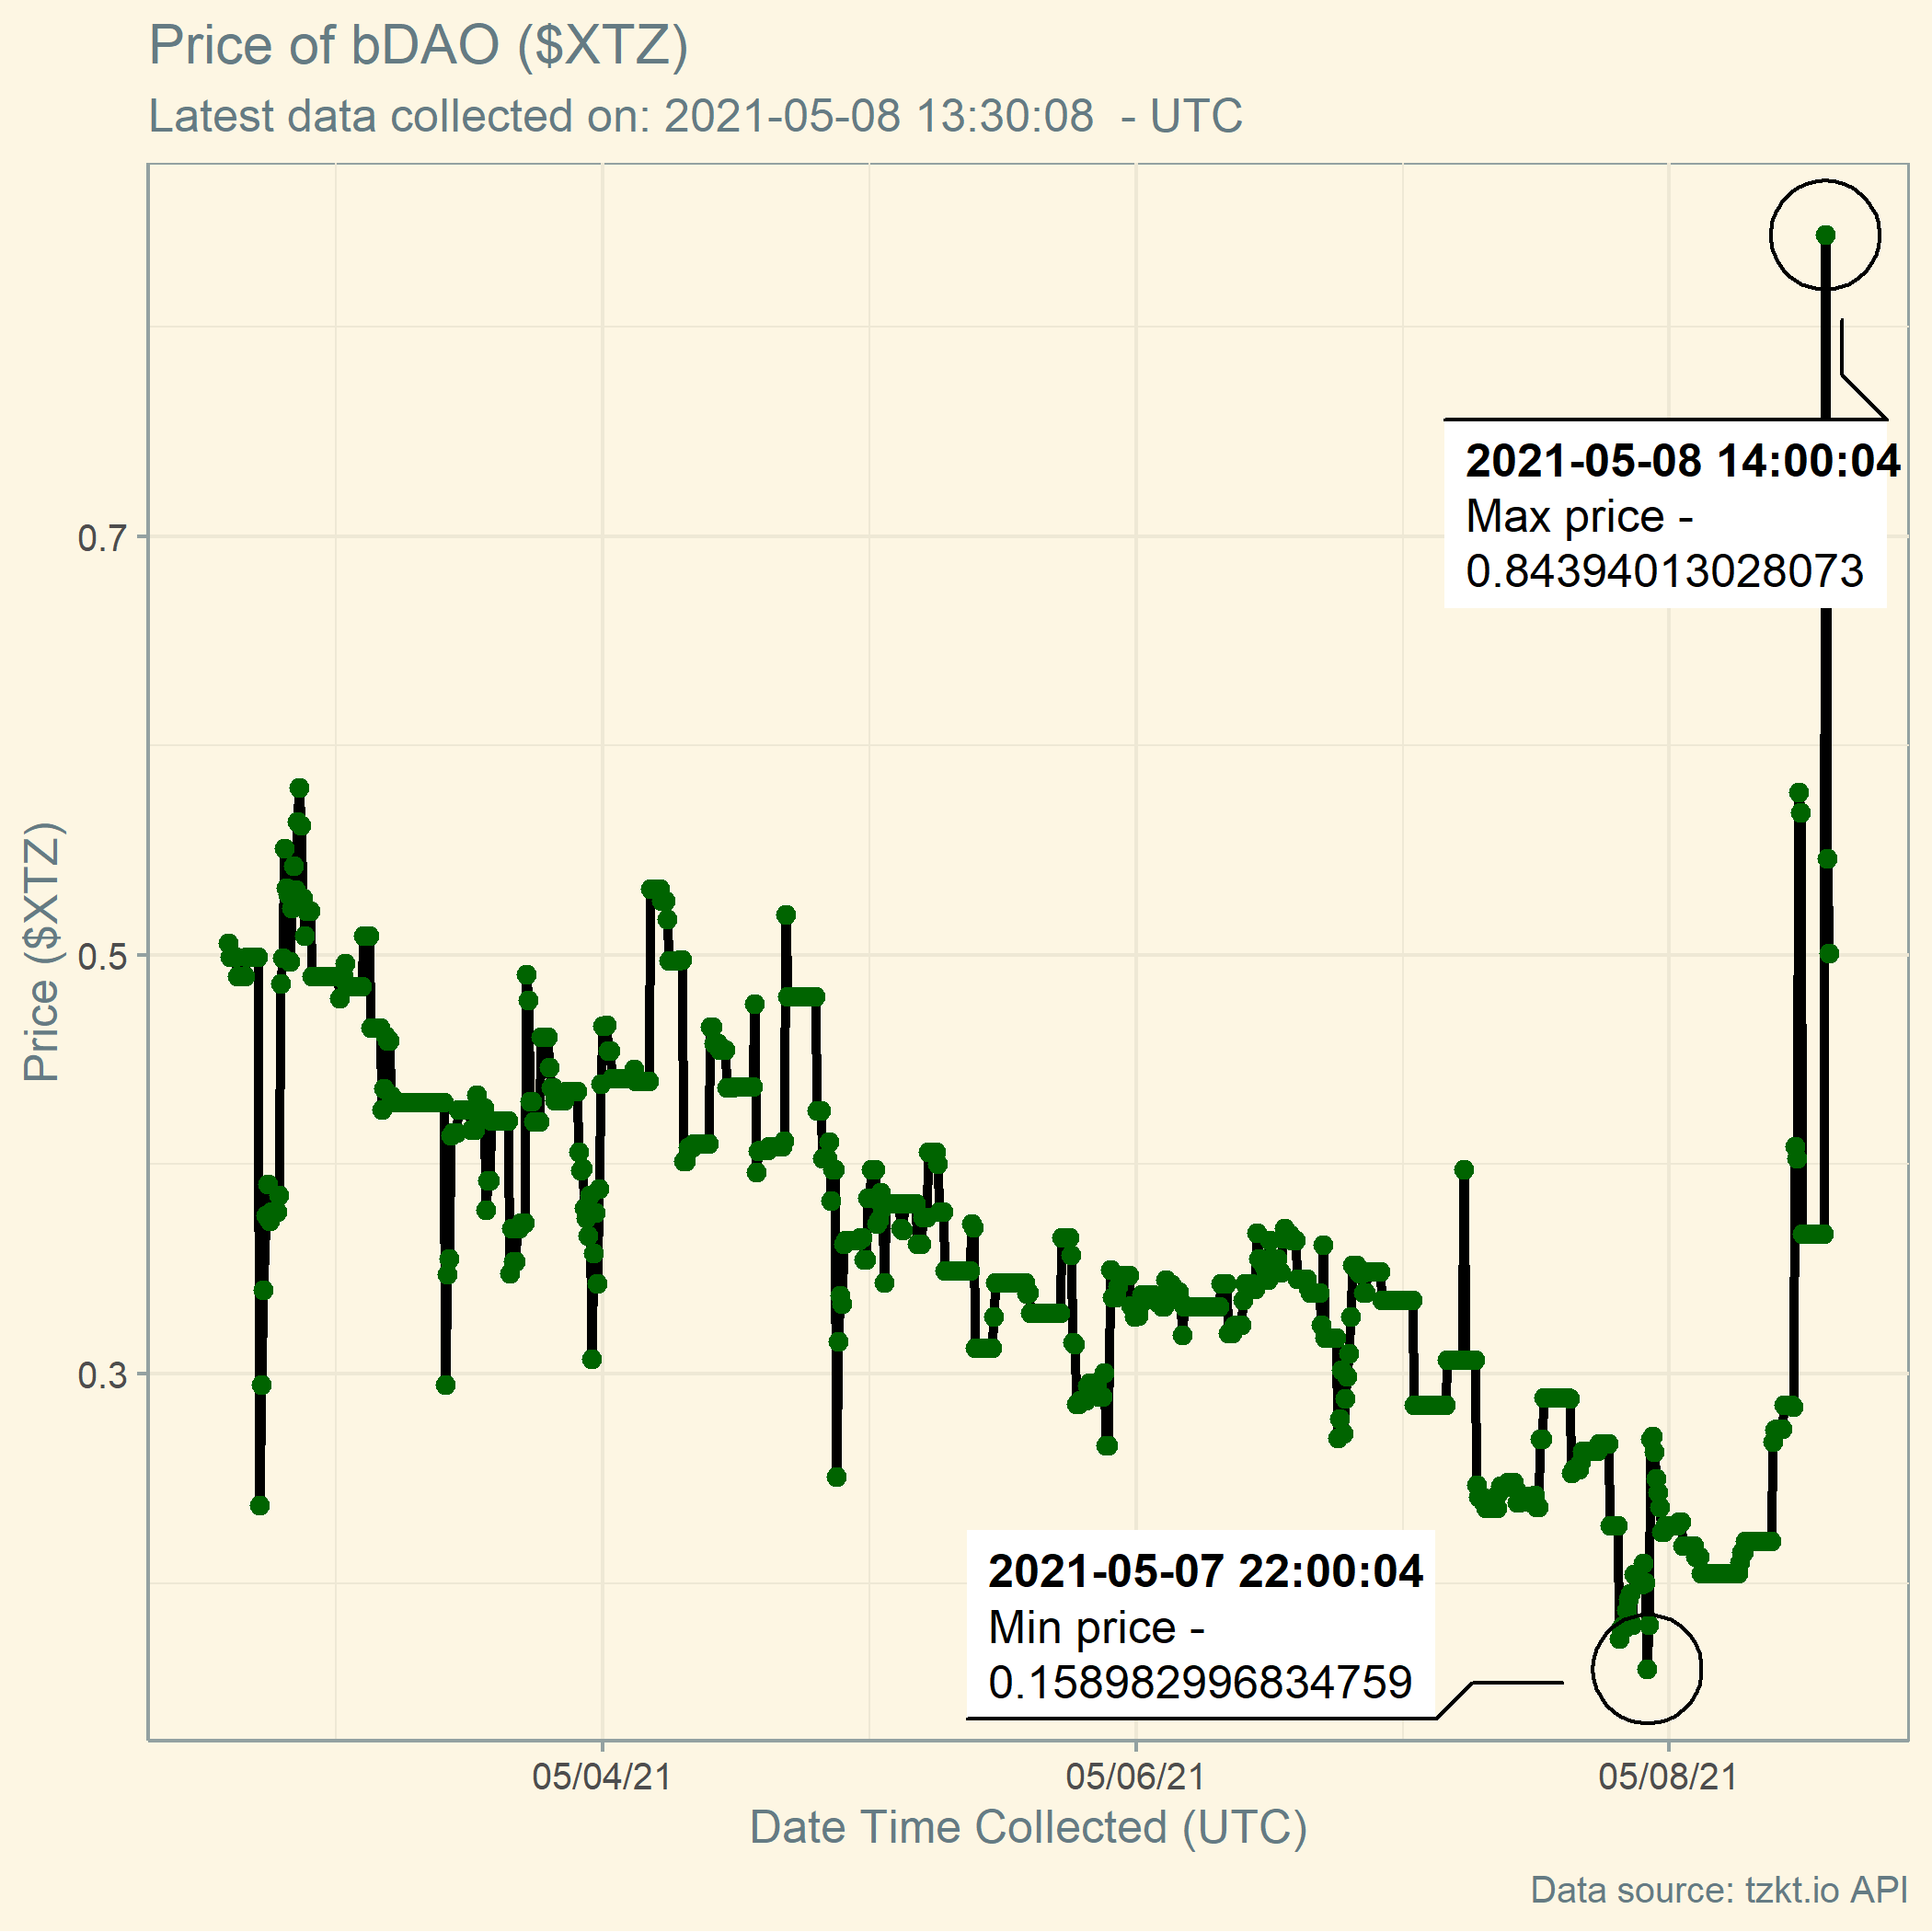 Price of bDAO ($XTZ)
Latest data collected on: 2021-05-08 13:30:08  - UTC
2021-05-08 14:00:04
Max price -
0.84394013028073
0.7
0.5
0.3
Price ($XTZ)
2021-05-07 22:00:04
Min price -
0.158982996834759
05/04/21
05/06/21
05/08/21
Date Time Collected (UTC)
Data source: tzkt.io API